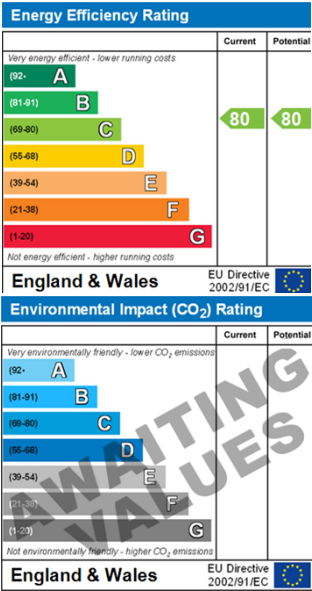 Energy Efficiency Rating
Current Potential
Very energy efficient - lower running costs
(92- A
(81-91) B
(69-80) C
80 80
(55-68) D
(39-54) E
(21-38) F
(1-20) G
Not energy efficient - higher running costs
England & Wales
EU Directive
2002/91/EC
Environmental Impact (CO2) Rating
Current Potential
Very environmentally friendly - lower CO2 emissions
(92- A
(81-91) B
(69-80) C
(55-68) D
(39-54) E
(21-38) F
(1-20) G
AWAITING
VALUES
Not environmentally friendly - higher CO2 emissions
England & Wales
EU Directive
2002/91/EC